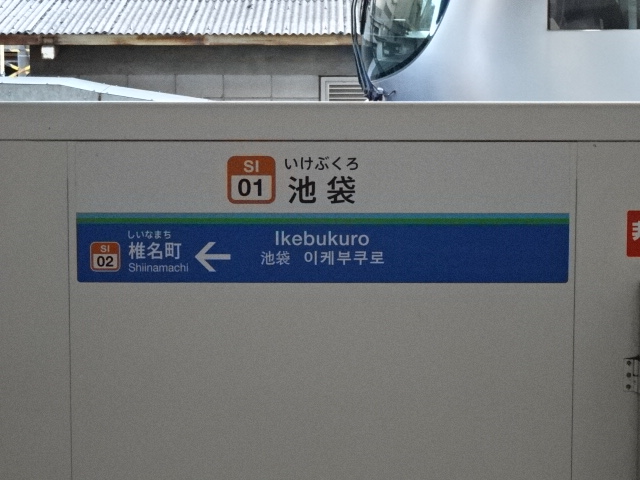 いけぶくろ
SI
01 池袋
しいなまち
SI
02 椎名町
Shiinamachi
Ikebukuro
池袋 이케부쿠로
非